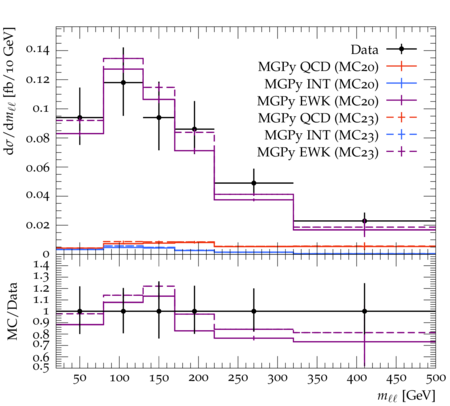 dσ/dmℓℓ [fb/10 GeV]
0.14
0.12
0.1
0.08
0.06
0.04
0.02
0
Data
MGPy QCD (MC20)
MGPy INT (MC20)
MGPy EWK (MC20)
MGPy QCD (MC23)
MGPy INT (MC23)
MGPy EWK (MC23)
MC/Data
1.4
1.3
1.2
1.1
1
0.9
0.8
0.7
0.6
0.5
50 100 150 200 250 300 350 400 450 500
mℓℓ [GeV]